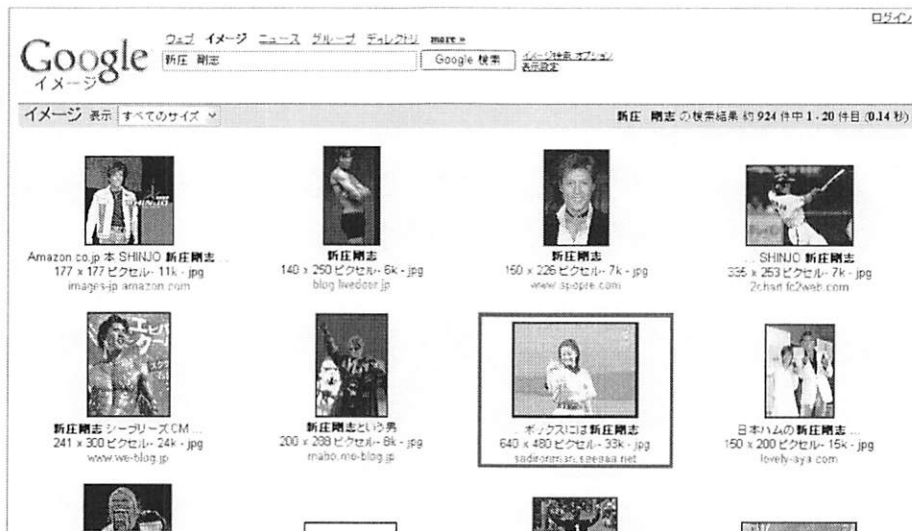 ログイン
ウェブ イメージ ニュース グループ ディレクトリ more »
Google
イメージ
新庄 剛志
Google 検索
イメージ検索 オプション
表示設定
イメージ 表示 すべてのサイズ
新庄 剛志 の検索結果 約 924 件中 1 - 20 件目 (0.14 秒)
Amazon.co.jp 本 SHINJO 新庄剛志 ...
177 x 177 ピクセル - 11k - jpg
images-jp.amazon.com
新庄剛志
140 x 250 ピクセル - 6k - jpg
blog.livedoor.jp
新庄剛志
150 x 226 ピクセル - 7k - jpg
www.spopre.com
... SHINJO 新庄剛志
335 x 253 ピクセル - 7k - jpg
2chan.fc2web.com
新庄剛志 シーブリーズ CM ...
241 x 300 ピクセル - 24k - jpg
www.we-blog.jp
新庄剛志という男
200 x 288 ピクセル - 8k - jpg
maho.mo-blog.jp
... ボックスには新庄剛志
640 x 480 ピクセル - 33k - jpg
sadironman.seesaa.net
日本ハムの新庄剛志 ...
150 x 200 ピクセル - 15k - jpg
lovely-aya.com